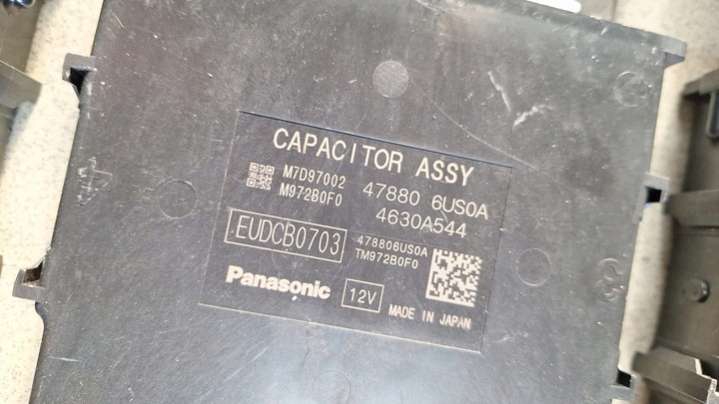 CAPACITOR ASSY
M7D97002
M972B0F0
47880 6US0A
4630A544
EUDCB0703
478806US0A
TM972B0F0
Panasonic
12V
MADE IN JAPAN